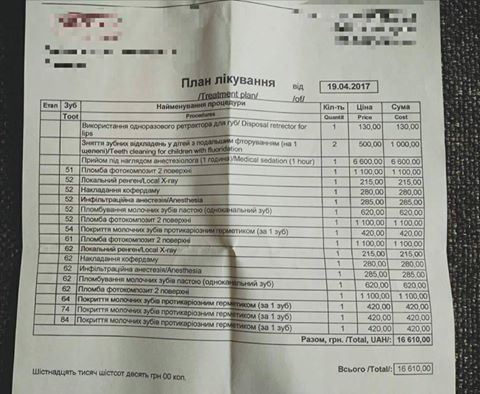 План лікування від 19.04.2017
/Treatment plan/ /of/
Етап Зуб Найменування процедури Кіл-ть Ціна Сума
Toot Procedures Quantit Price Cost
Використання одноразового ретрактора для губ/ Disposal retrector for lips 1 130,00 130,00
Зняття зубних відкладень у дітей з подальшим фторуванням (на 1 щелепі)/Teeth cleaning for children with fluoridation 2 500,00 1 000,00
Прийом під наглядом анестезіолога (1 година)/Medical sedation (1 hour) 1 6 600,00 6 600,00
51 Пломба фотокомпозит 2 поверхні 1 1 100,00 1 100,00
52 Локальний ренген/Local X-ray 1 215,00 215,00
52 Накладання кофердаму 1 280,00 280,00
52 Инфільтраційна анестезія/Anesthesia 1 285,00 285,00
52 Пломбування молочних зубів пастою (одноканальний зуб) 1 620,00 620,00
52 Пломба фотокомпозит 2 поверхні 1 1 100,00 1 100,00
54 Покриття молочних зубів протикаріозним герметиком (за 1 зуб) 1 420,00 420,00
61 Пломба фотокомпозит 2 поверхні 1 1 100,00 1 100,00
62 Локальний ренген/Local X-ray 1 215,00 215,00
62 Накладання кофердаму 1 280,00 280,00
62 Инфільтраційна анестезія/Anesthesia 1 285,00 285,00
62 Пломбування молочних зубів пастою (одноканальний зуб) 1 620,00 620,00
62 Пломба фотокомпозит 2 поверхні 1 1 100,00 1 100,00
64 Покриття молочних зубів протикаріозним герметиком (за 1 зуб) 1 420,00 420,00
74 Покриття молочних зубів протикаріозним герметиком (за 1 зуб) 1 420,00 420,00
84 Покриття молочних зубів протикаріозним герметиком (за 1 зуб) 1 420,00 420,00
Разом, грн. /Total, UAH/: 16 610,00
Всього /Total/: 16 610,00
Шістнадцять тисяч шістсот десять грн 00 коп.